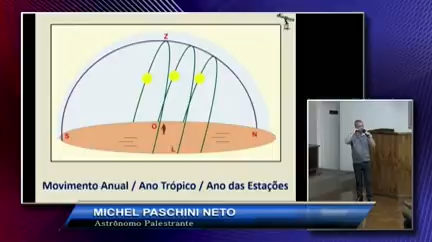 Z
S
O
N
L
Movimento Anual / Ano Trópico / Ano das Estações
MICHEL PASCHINI NETO
Astrônomo Palestrante